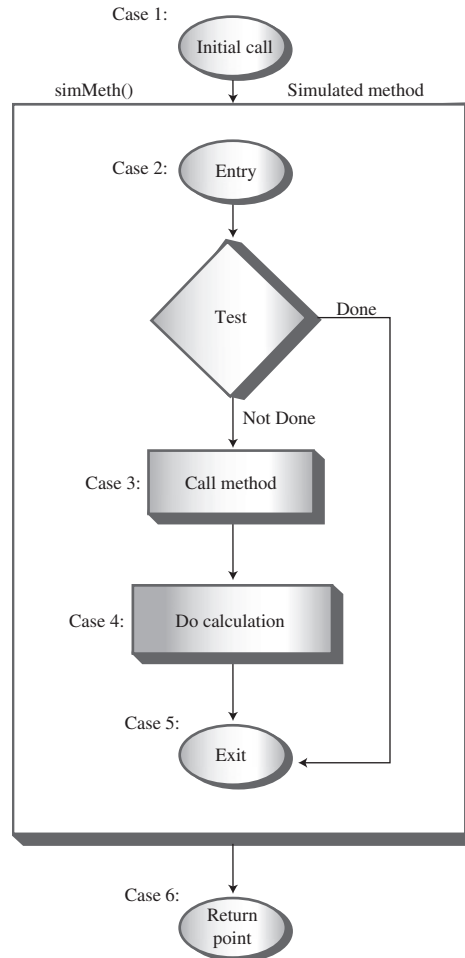 Case 1:
Initial call
simMeth()
Simulated method
Case 2:
Entry
Test
Done
Not Done
Case 3:
Call method
Case 4:
Do calculation
Case 5:
Exit
Case 6:
Return
point